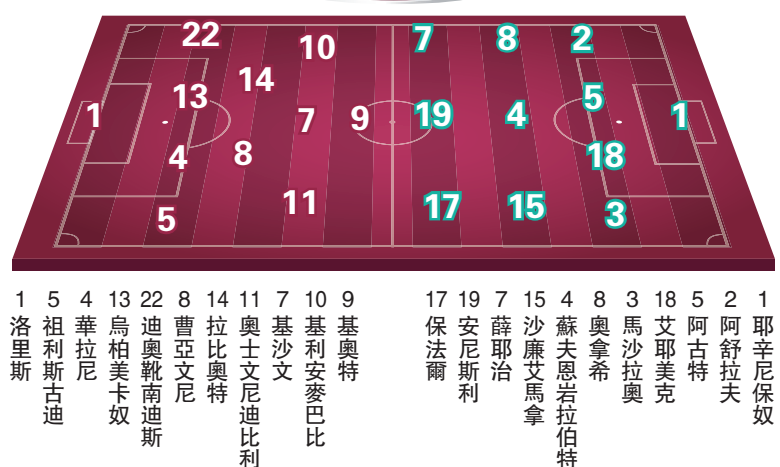 22 10 7 8 2
13 14 5
1 7 9 19 4 1
4 8 18
5 11 17 15 3
1 洛里斯
5 祖利斯古迪
4 華拉尼
13 烏柏美卡奴
22 迪奧靴南迪斯
8 曹亞文尼
14 拉比奧特
11 奧士文尼迪比利
7 基沙文
10 基利安麥巴比
9 基奧特
17 保法爾
19 安尼斯利
7 薛耶治
15 沙廉艾馬拿
4 蘇夫恩岩拉伯特
8 奧拿希
3 馬沙拉奧
18 艾耶美克
5 阿古特
2 阿舒拉夫
1 耶辛尼保奴